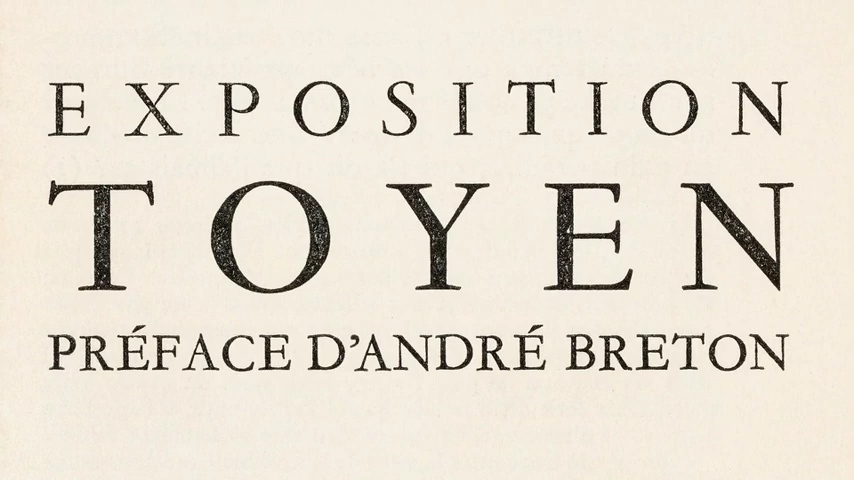 EXPOSITION
TOYEN
PRÉFACE D’ANDRÉ BRETON